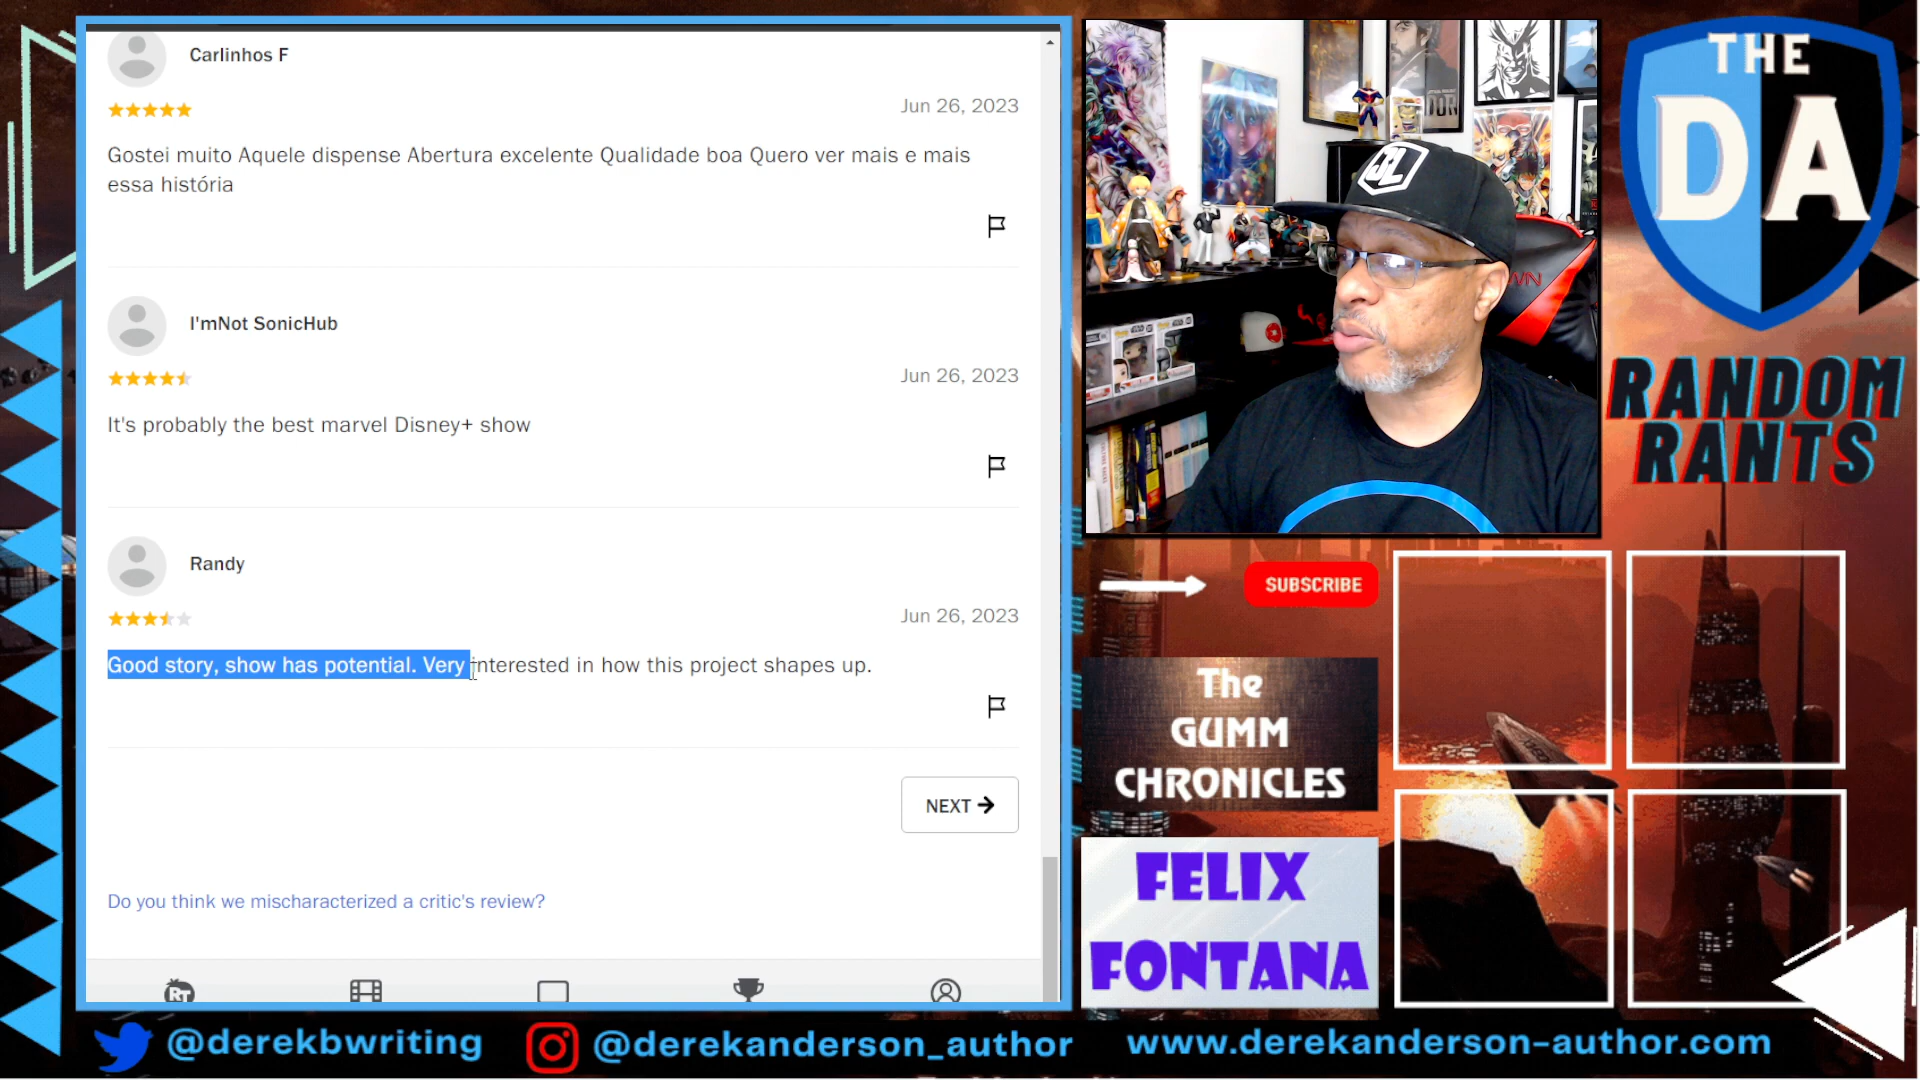 Carlinhos F
Jun 26, 2023
Gostei muito Aquele dispense Abertura excelente Qualidade boa Quero ver mais e mais
essa história
I'mNot SonicHub
Jun 26, 2023
It's probably the best marvel Disney+ show
Randy
Jun 26, 2023
Good story, show has potential. Very interested in how this project shapes up.
NEXT
Do you think we mischaracterized a critic's review?
RT
JL
THE
DA
RANDOM
RANTS
SUBSCRIBE
The
GUMM
CHRONICLES
FELIX
FONTANA
@derekbwriting
@derekanderson_author
www.derekanderson-author.com